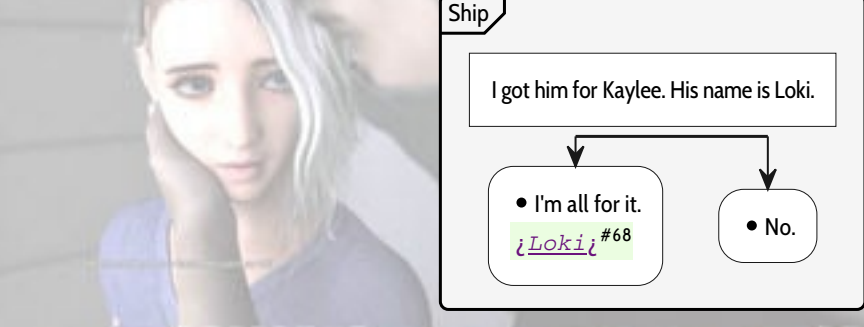 Ship
I got him for Kaylee. His name is Loki.
• I'm all for it.
¿Loki¿#68
• No.